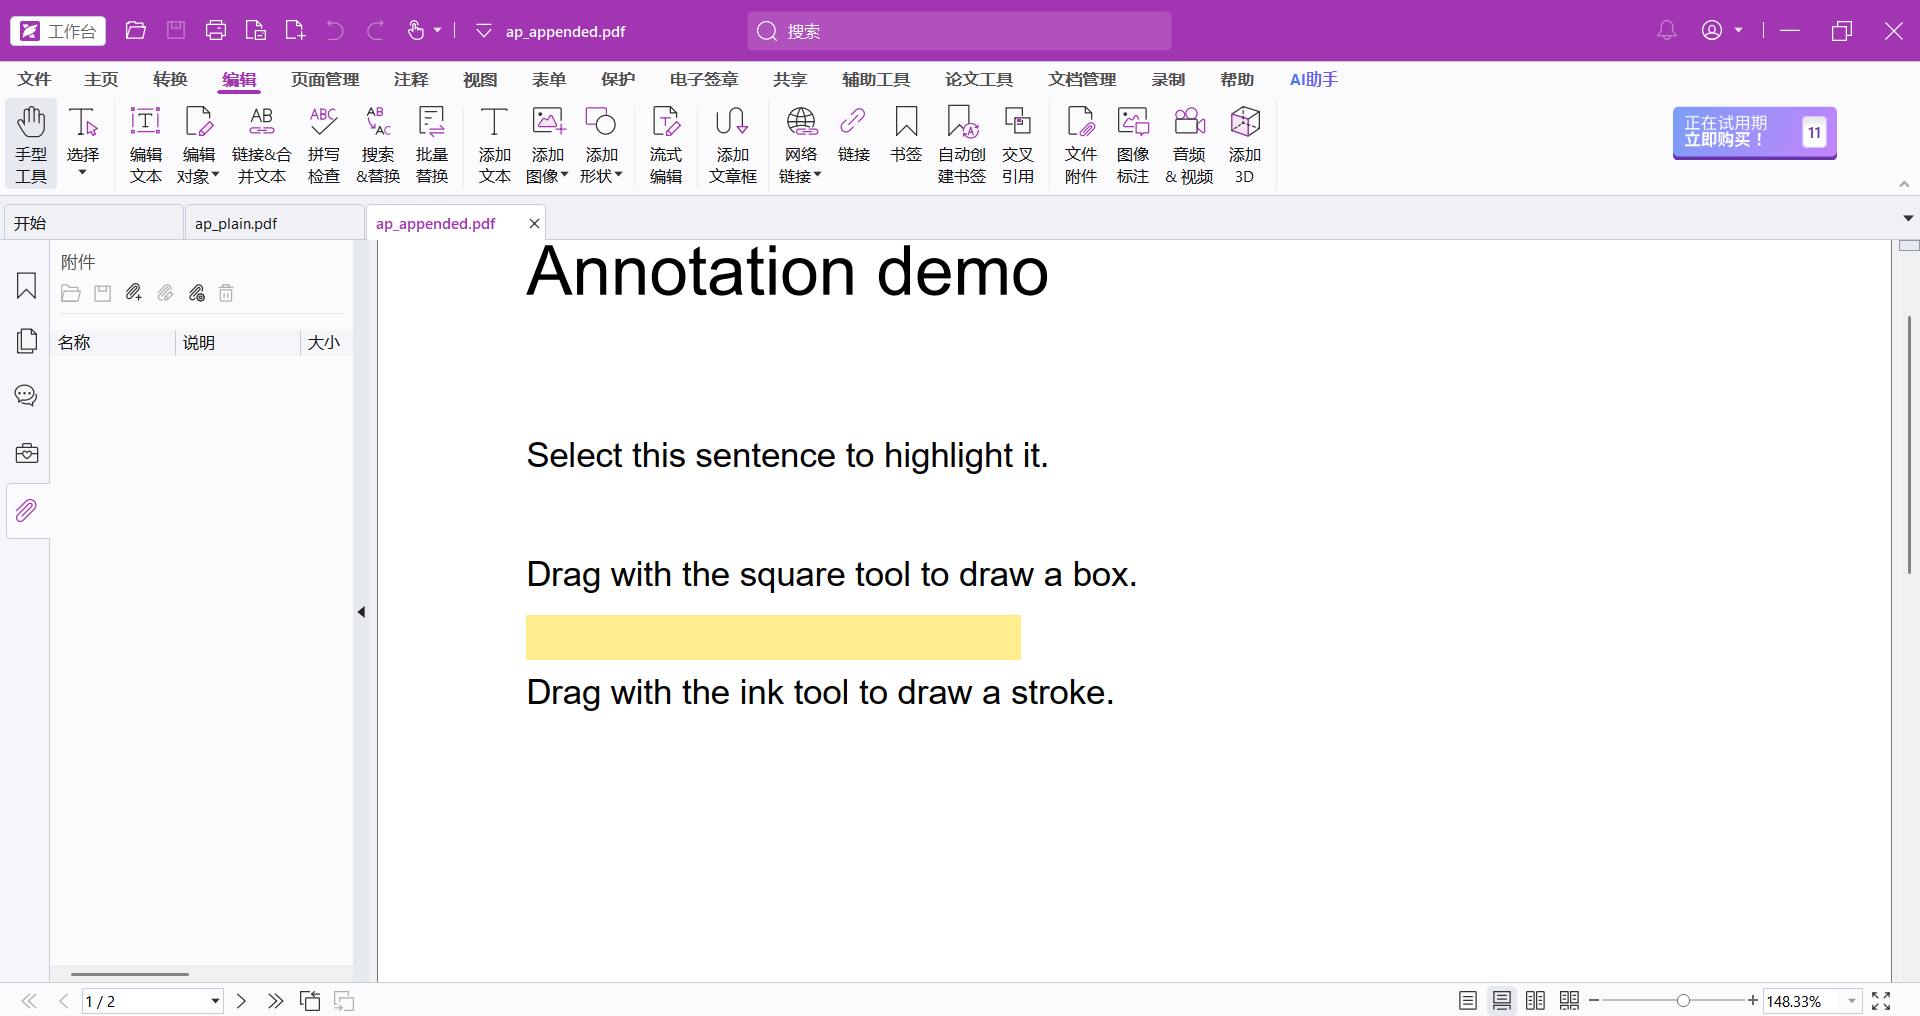 工作台 ap_appended.pdf 搜索
文件 主页 转换 编辑 页面管理 注释 视图 表单 保护 电子签章 共享 辅助工具 论文工具 文档管理 录制 帮助 AI助手
手型工具 选择 编辑文本 编辑对象 链接&合并文本 拼写检查 搜索&替换 批量替换 添加文本 添加图像 添加形状 流式编辑 添加文章框 网络链接 链接 书签 自动创建书签 交叉引用 文件附件 图像标注 音频&视频 添加3D
正在试用期
立即购买！ 11
开始 ap_plain.pdf ap_appended.pdf
附件
名称 说明 大小
Annotation demo
Select this sentence to highlight it.
Drag with the square tool to draw a box.
Drag with the ink tool to draw a stroke.
1 / 2 148.33%